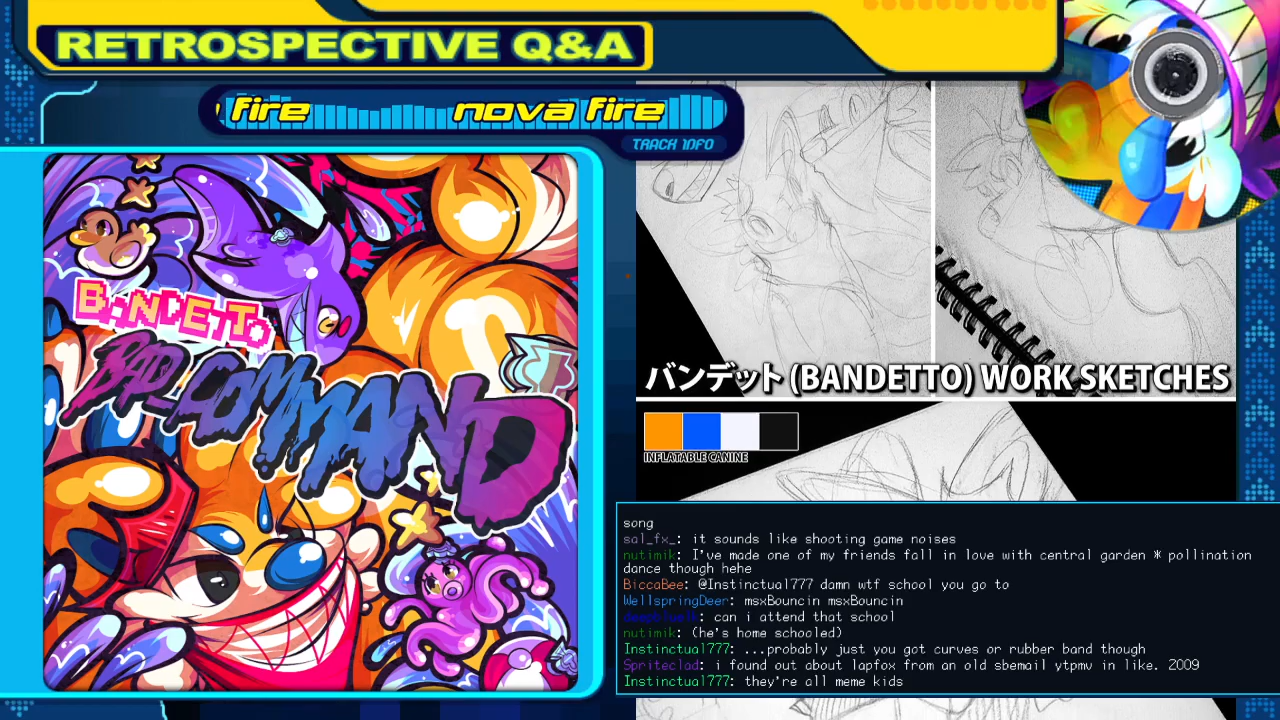 RETROSPECTIVE Q&A
fire nova fire
TRACK INFO
BANDETTO
BAD_COMMAND
バンデット (BANDETTO) WORK SKETCHES
INFLATABLE CANINE
song
sal_fx_: it sounds like shooting game noises
nutimik: I've made one of my friends fall in love with central garden * pollination
dance though hehe
BiccaBee: @Instinctual777 damn wtf school you go to
WellspringDeer: msxBouncin msxBouncin
: can i attend that school
nutimik: (he's home schooled)
Instinctual777: ...probably just you got curves or rubber band though
Spriteclad: i found out about lapfox from an old sbemail ytpmv in like. 2009
Instinctual777: they're all meme kids